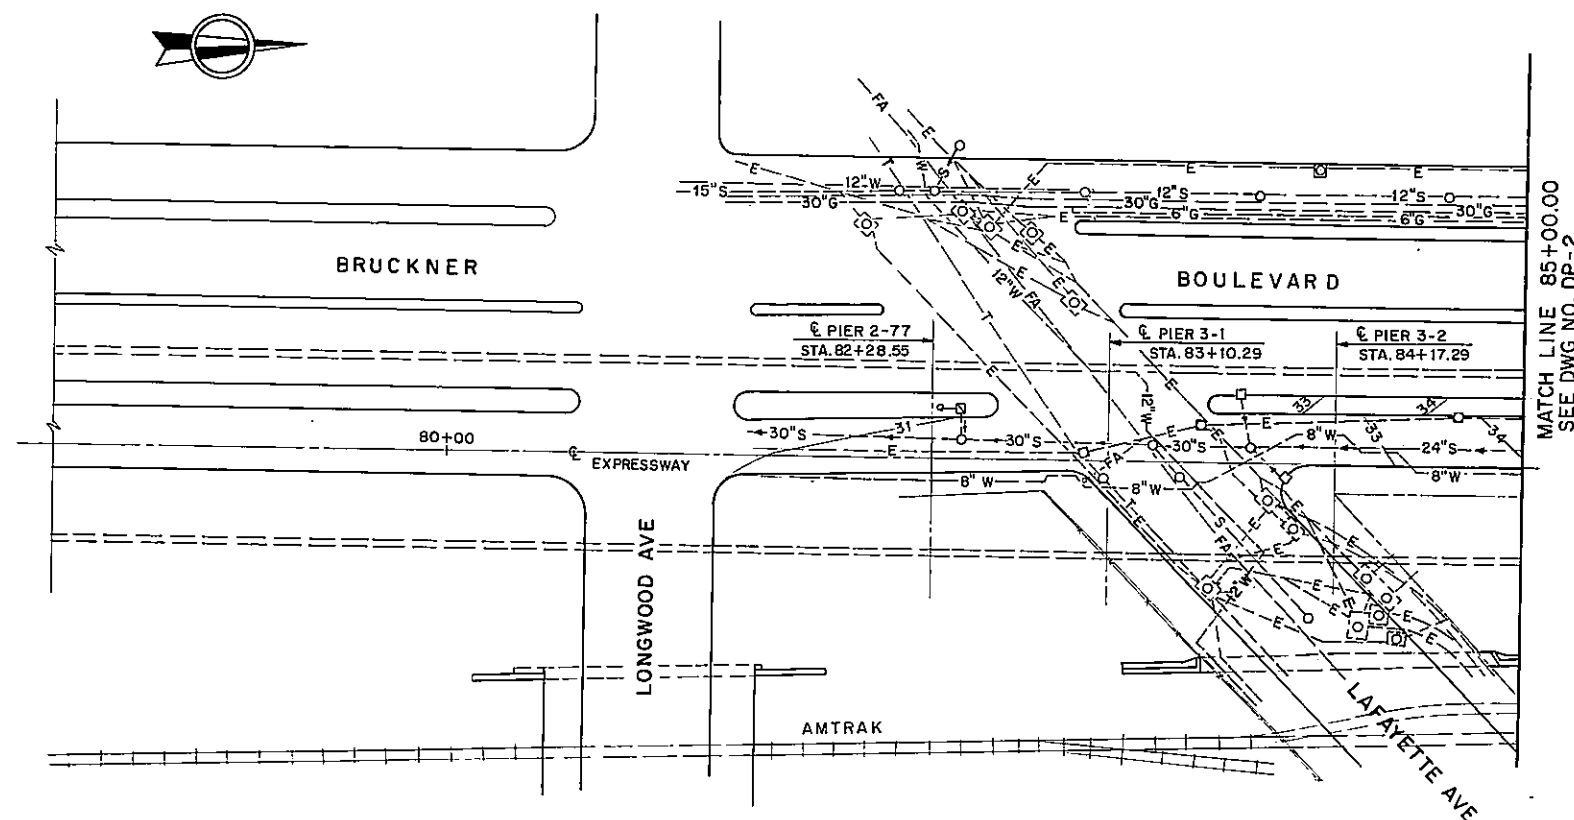 FA
E
T
W
S
E
E
E
E
15"S
12"W
12"S
12"S
30"G
30"G
30"G
6"G
6"G
E
E
E
E
E
BRUCKNER
BOULEVARD
12"W
FA
T
MATCH LINE 85+00.00
SEE DWG NO. DP-2
℄ PIER 2-77
STA. 82+28.55
℄ PIER 3-1
STA. 83+10.29
℄ PIER 3-2
STA. 84+17.29
E
E
12"W
33
34
80+00
℄ EXPRESSWAY
30"S
31
30"S
30"S
E
E
E
E
8"W
33
24"S
34
FA
8" W
8" W
8"W
T
E
S
FA
E
E
E
E
12"W
E
E
E
E
E
E
E
LONGWOOD AVE
LAFAYETTE AVE
AMTRAK